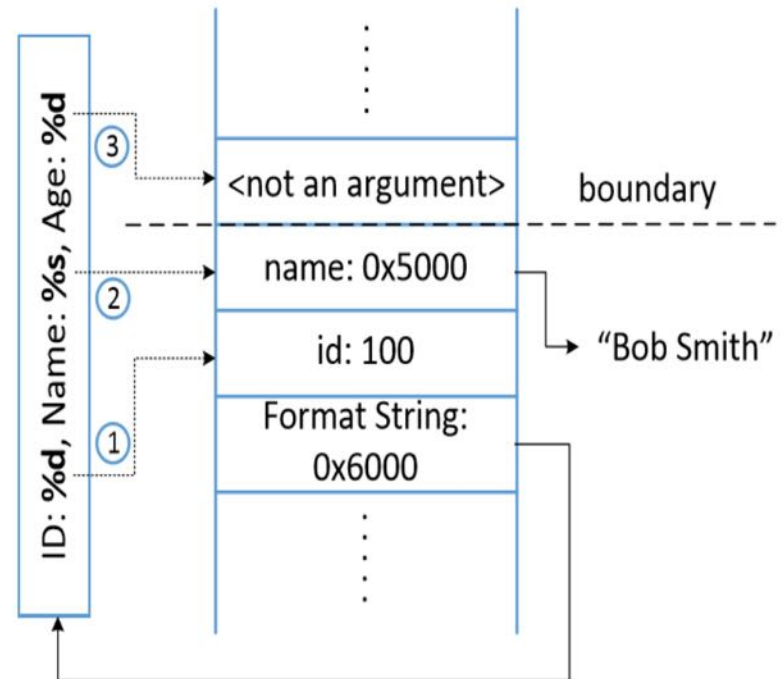 ID: %d, Name: %s, Age: %d
3
<not an argument>
boundary
2
name: 0x5000
“Bob Smith”
id: 100
1
Format String:
0x6000